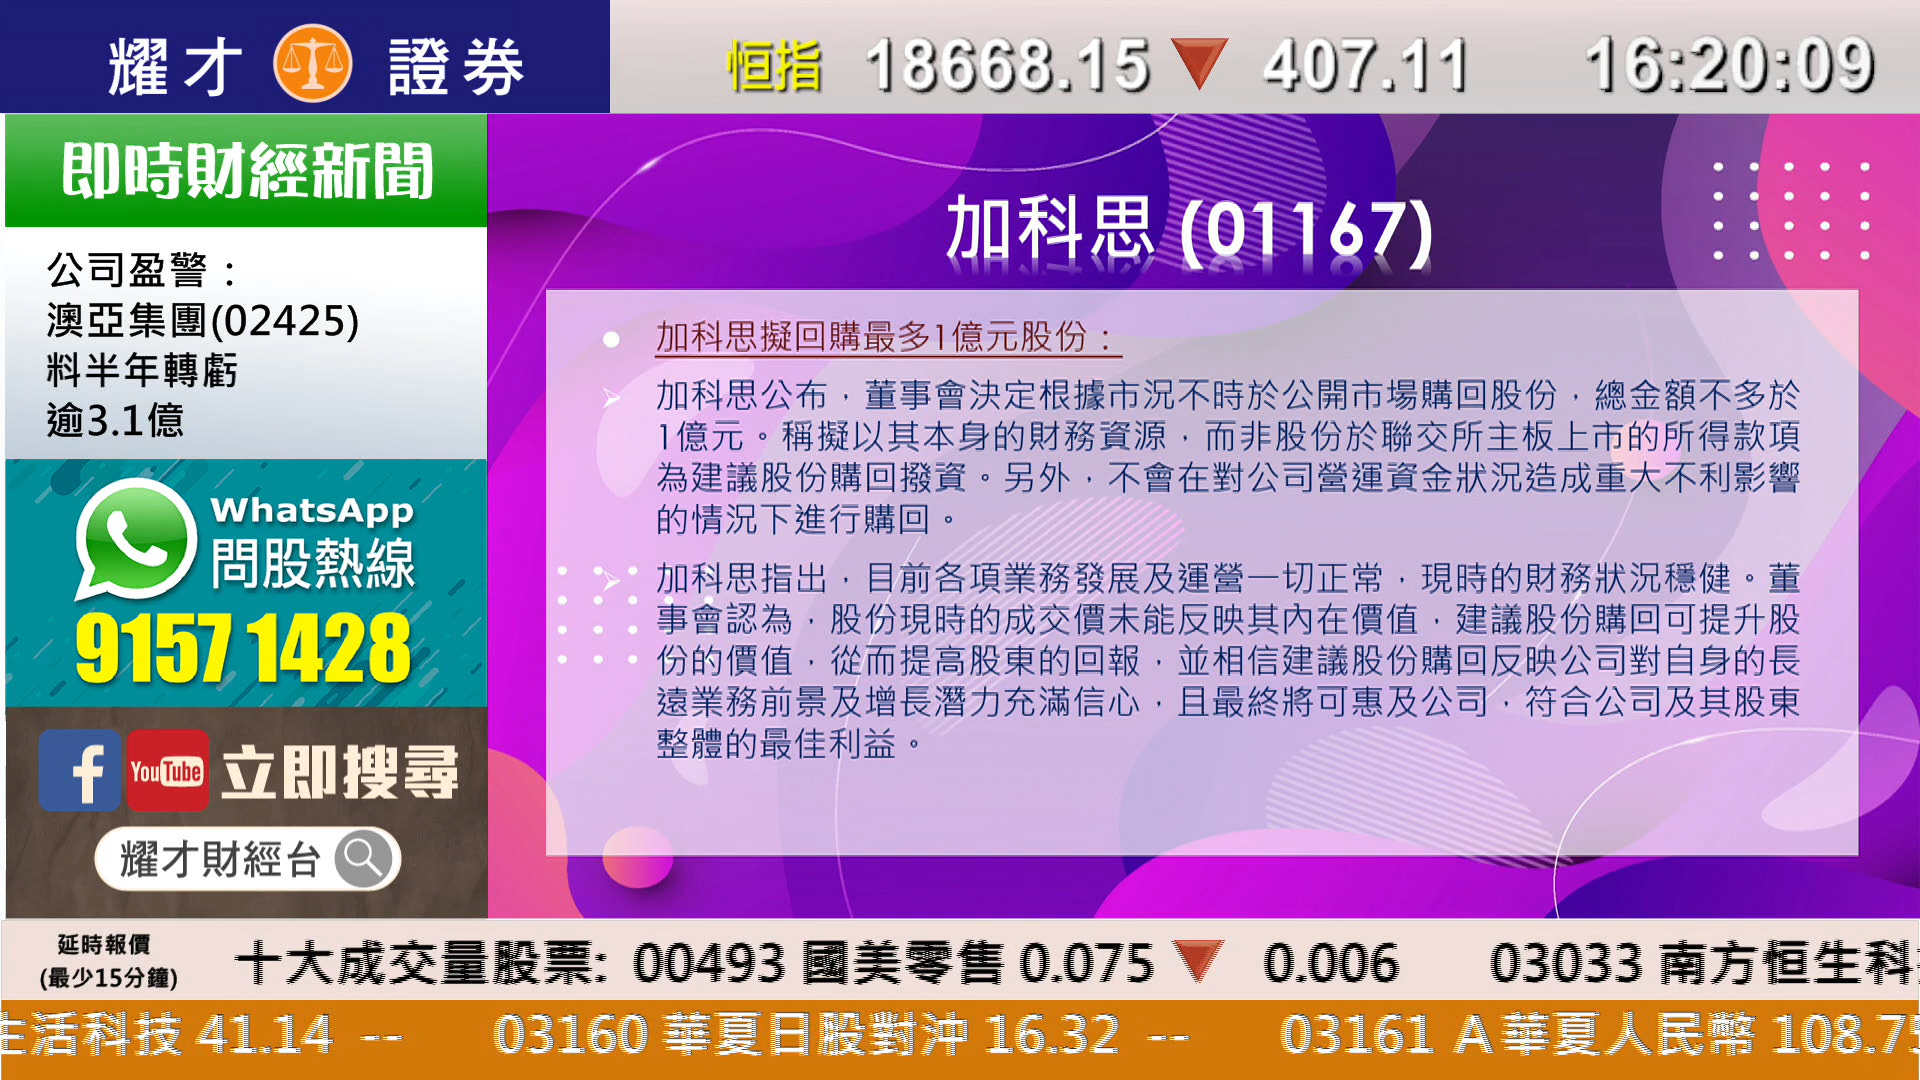 耀才 證券
恒指 18668.15 407.11 16:20:09
即時財經新聞
公司盈警：
澳亞集團(02425)
料半年轉虧
逾3.1億
WhatsApp
問股熱線
9157 1428
f YouTube 立即搜尋
耀才財經台
加科思 (01167)
加科思擬回購最多1億元股份：
加科思公布，董事會決定根據市況不時於公開市場購回股份，總金額不多於
1億元。稱擬以其本身的財務資源，而非股份於聯交所主板上市的所得款項
為建議股份購回撥資。另外，不會在對公司營運資金狀況造成重大不利影響
的情況下進行購回。
加科思指出，目前各項業務發展及運營一切正常，現時的財務狀況穩健。董
事會認為，股份現時的成交價未能反映其內在價值，建議股份購回可提升股
份的價值，從而提高股東的回報，並相信建議股份購回反映公司對自身的長
遠業務前景及增長潛力充滿信心，且最終將可惠及公司，符合公司及其股東
整體的最佳利益。
延時報價
(最少15分鐘)
十大成交量股票: 00493 國美零售 0.075 0.006 03033 南方恒生科
生活科技 41.14 -- 03160 華夏日股對沖 16.32 -- 03161 A華夏人民幣 108.75